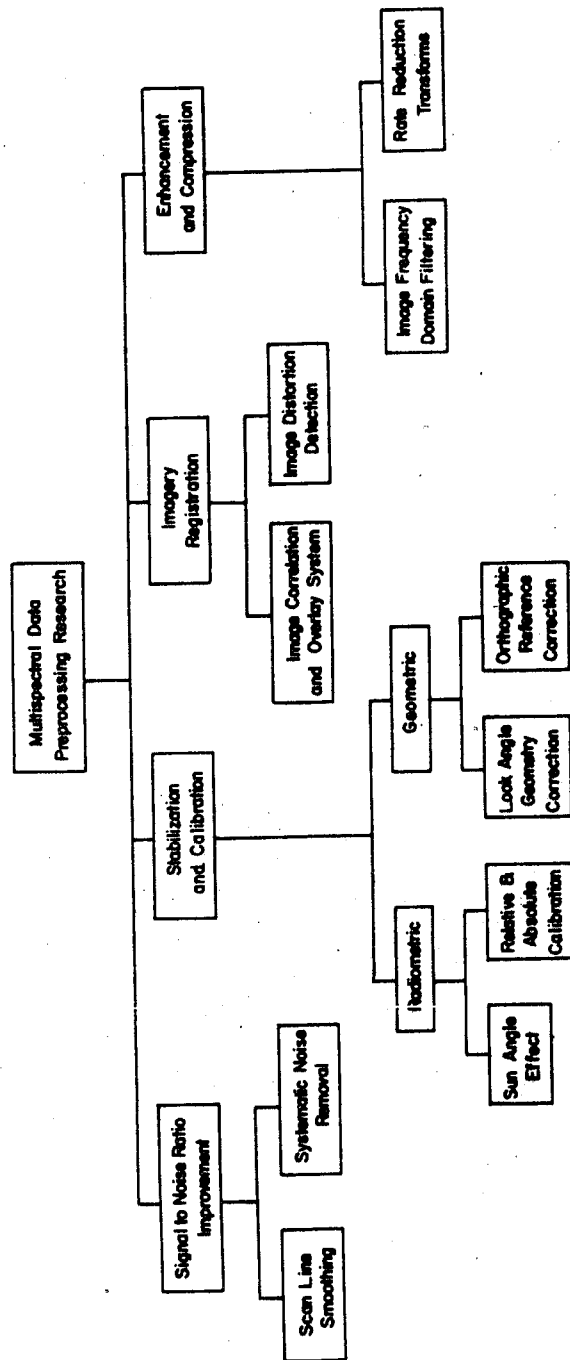 Multispectral Data
Preprocessing Research
Signal to Noise Ratio
Improvement
Stabilization
and Calibration
Imagery
Registration
Enhancement
and Compression
Scan Line
Smoothing
Systematic Noise
Removal
Radiometric
Geometric
Image Correlation
and Overlay System
Image Distortion
Detection
Image Frequency
Domain Filtering
Rate Reduction
Transforms
Sun Angle
Effect
Relative &
Absolute
Calibration
Look Angle
Geometry
Correction
Orthographic
Reference
Correction